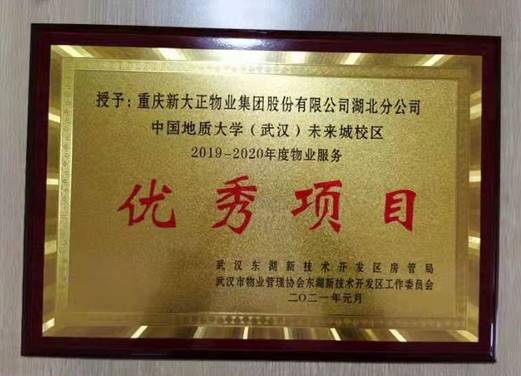 授予：重庆新大正物业集团股份有限公司湖北分公司
中国地质大学（武汉）未来城校区
2019-2020年度物业服务
优秀项目
武汉东湖新技术开发区房管局
武汉市物业管理协会东湖新技术开发区工作委员会
二〇二一年元月